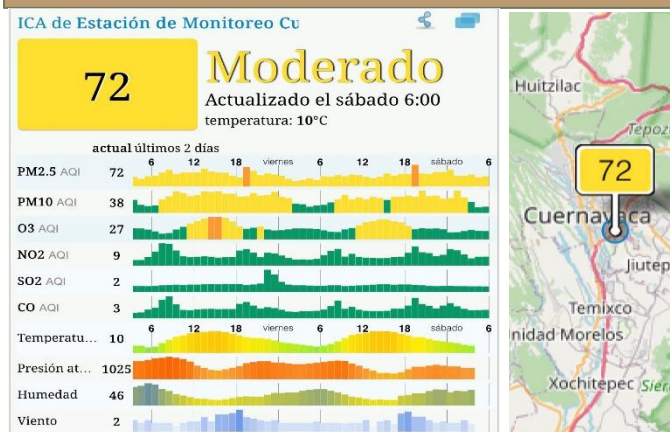 ICA de Estación de Monitoreo Cu
72
Moderado
Actualizado el sábado 6:00
temperatura: 10°C
actual últimos 2 días
6 12 18 viernes 6 12 18 sábado 6
PM2.5 AQI 72
PM10 AQI 38
O3 AQI 27
NO2 AQI 9
SO2 AQI 2
CO AQI 3
6 12 18 viernes 6 12 18 sábado 6
Temperatu... 10
Presión at... 1025
Humedad 46
Viento 2
Huitzilac
Tepoz
72
Cuernavaca
Jiutep
Temixco
nidad Morelos
Xochitepec
Sier